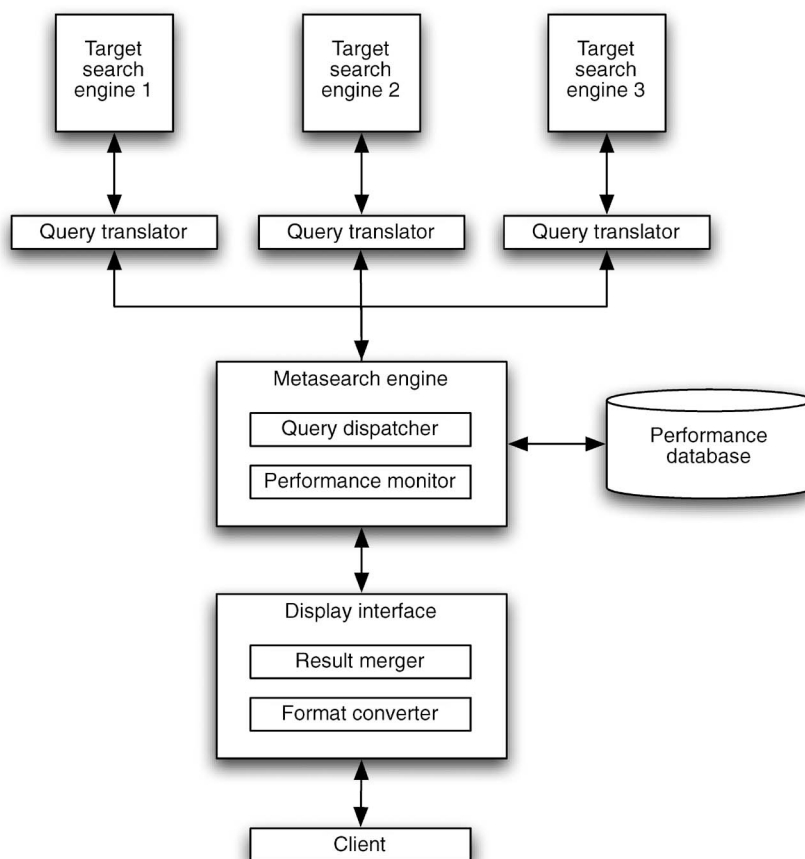 Target
search
engine 1
Target
search
engine 2
Target
search
engine 3
Query translator
Query translator
Query translator
Metasearch engine
Query dispatcher
Performance monitor
Performance
database
Display interface
Result merger
Format converter
Client